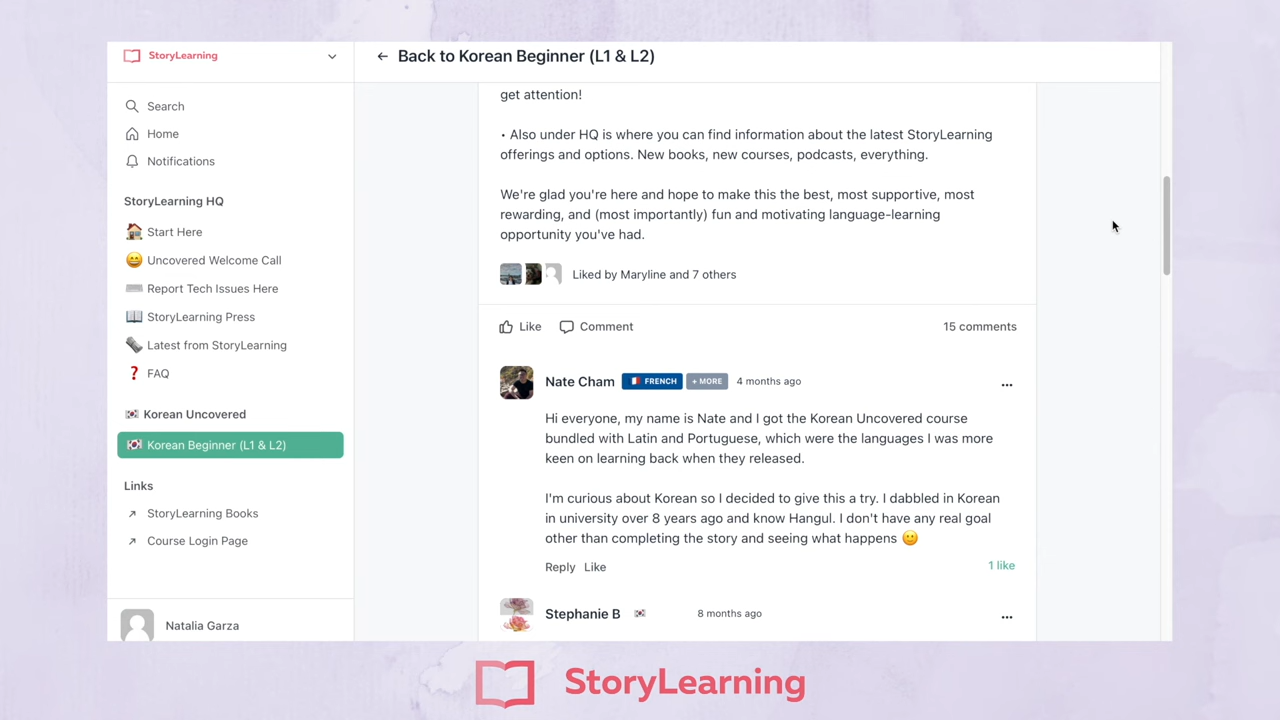 StoryLearning
Search
Home
Notifications
StoryLearning HQ
Start Here
Uncovered Welcome Call
Report Tech Issues Here
StoryLearning Press
Latest from StoryLearning
FAQ
Korean Uncovered
Korean Beginner (L1 & L2)
Links
StoryLearning Books
Course Login Page
Natalia Garza
← Back to Korean Beginner (L1 & L2)
get attention!
• Also under HQ is where you can find information about the latest StoryLearning
offerings and options. New books, new courses, podcasts, everything.
We're glad you're here and hope to make this the best, most supportive, most
rewarding, and (most importantly) fun and motivating language-learning
opportunity you've had.
Liked by Maryline and 7 others
Like Comment 15 comments
Nate Cham FRENCH + MORE 4 months ago
Hi everyone, my name is Nate and I got the Korean Uncovered course
bundled with Latin and Portuguese, which were the languages I was more
keen on learning back when they released.
I'm curious about Korean so I decided to give this a try. I dabbled in Korean
in university over 8 years ago and know Hangul. I don't have any real goal
other than completing the story and seeing what happens 🙂
Reply Like 1 like
Stephanie B 8 months ago
StoryLearning